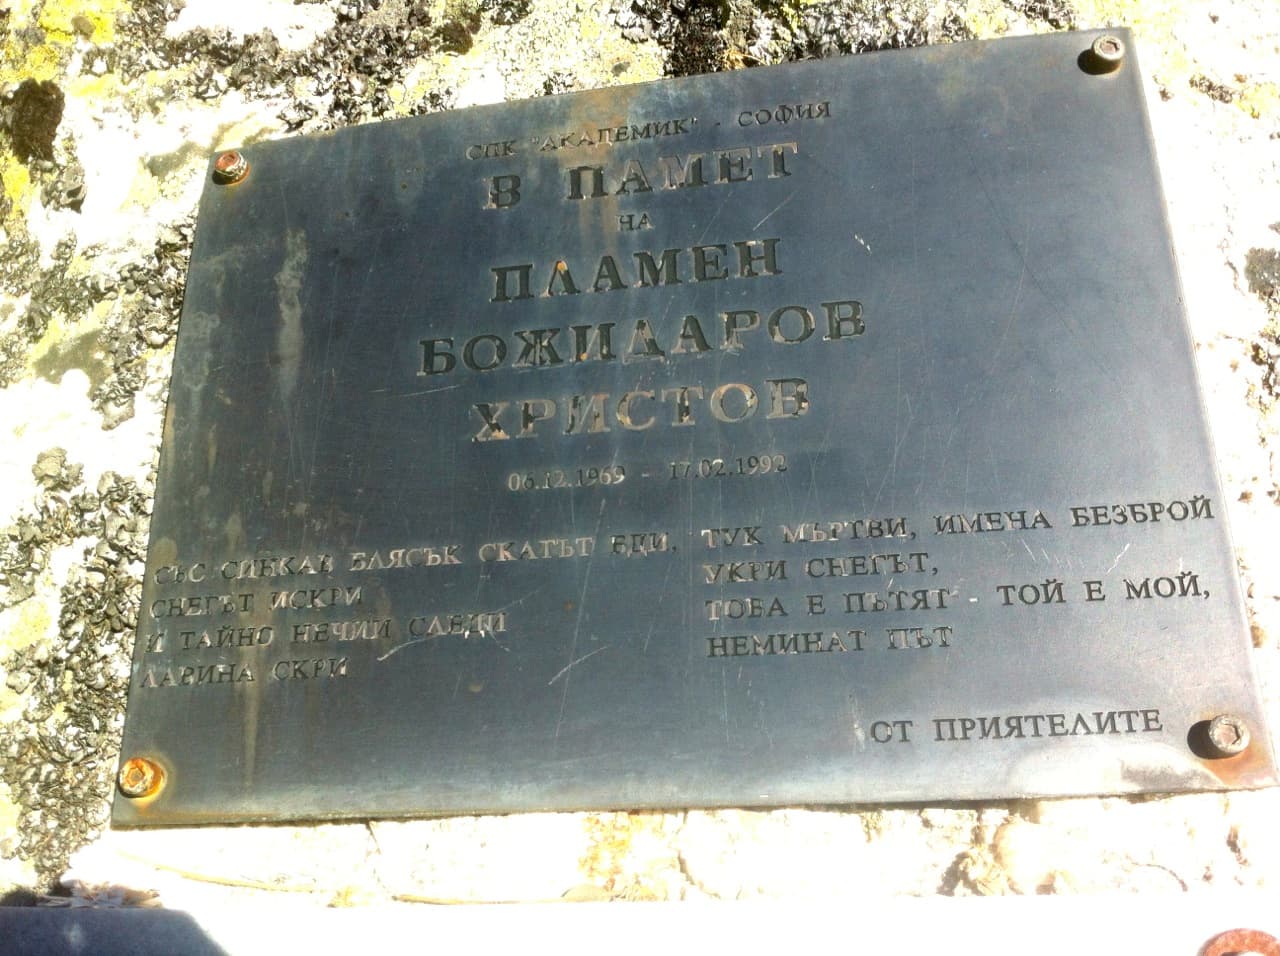 СПК "АКАДЕМИК" - СОФИЯ
В ПАМЕТ
НА
ПЛАМЕН
БОЖИДАРОВ
ХРИСТОВ
06.12.1969 - 17.02.1992
СЪС СИНКАВ БЛЯСЪК СКАТЪТ БДИ,
СНЕГЪТ ИСКРИ
И ТАЙНО НЕЧИИ СЛЕДИ
ЛАВИНА СКРИ
ТУК МЪРТВИ, ИМЕНА БЕЗБРОЙ
УКРИ СНЕГЪТ,
ТОВА Е ПЪТЯТ - ТОЙ Е МОЙ,
НЕМИНАТ ПЪТ
ОТ ПРИЯТЕЛИТЕ